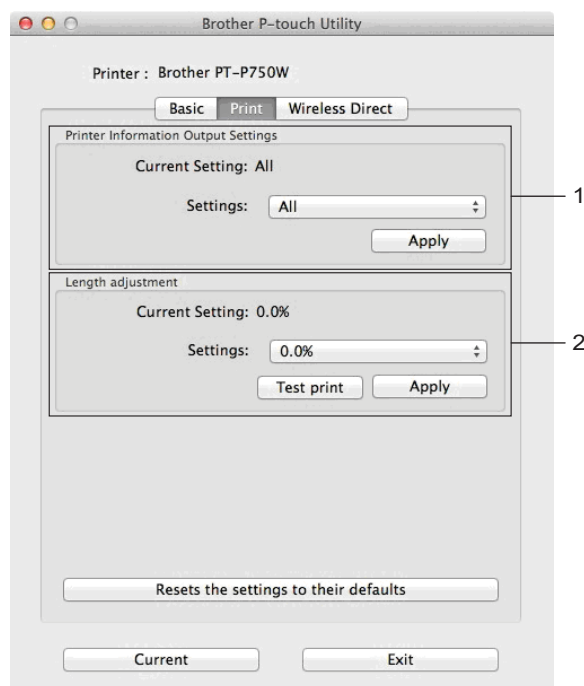 Brother P-touch Utility
Printer : Brother PT-P750W
Basic Print Wireless Direct
Printer Information Output Settings
Current Setting: All
Settings: All
1
Apply
Length adjustment
Current Setting: 0.0%
Settings: 0.0%
2
Test print Apply
Resets the settings to their defaults
Current Exit